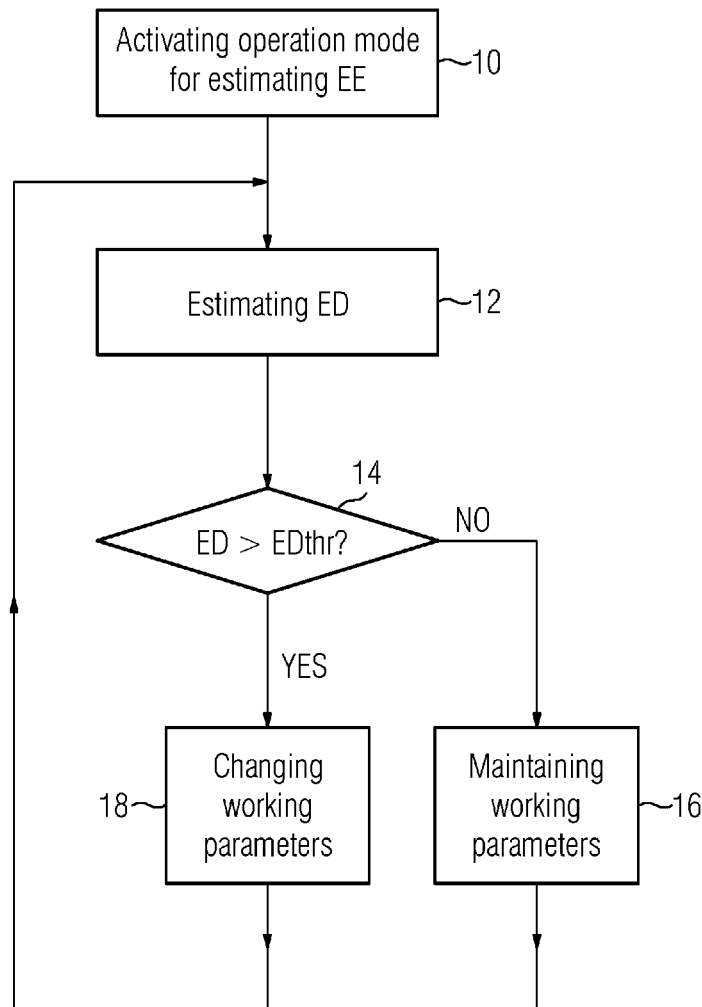 Activating operation mode
for estimating EE
10
Estimating ED
12
14
ED > EDthr?
NO
YES
Changing
working
parameters
18
Maintaining
working
parameters
16